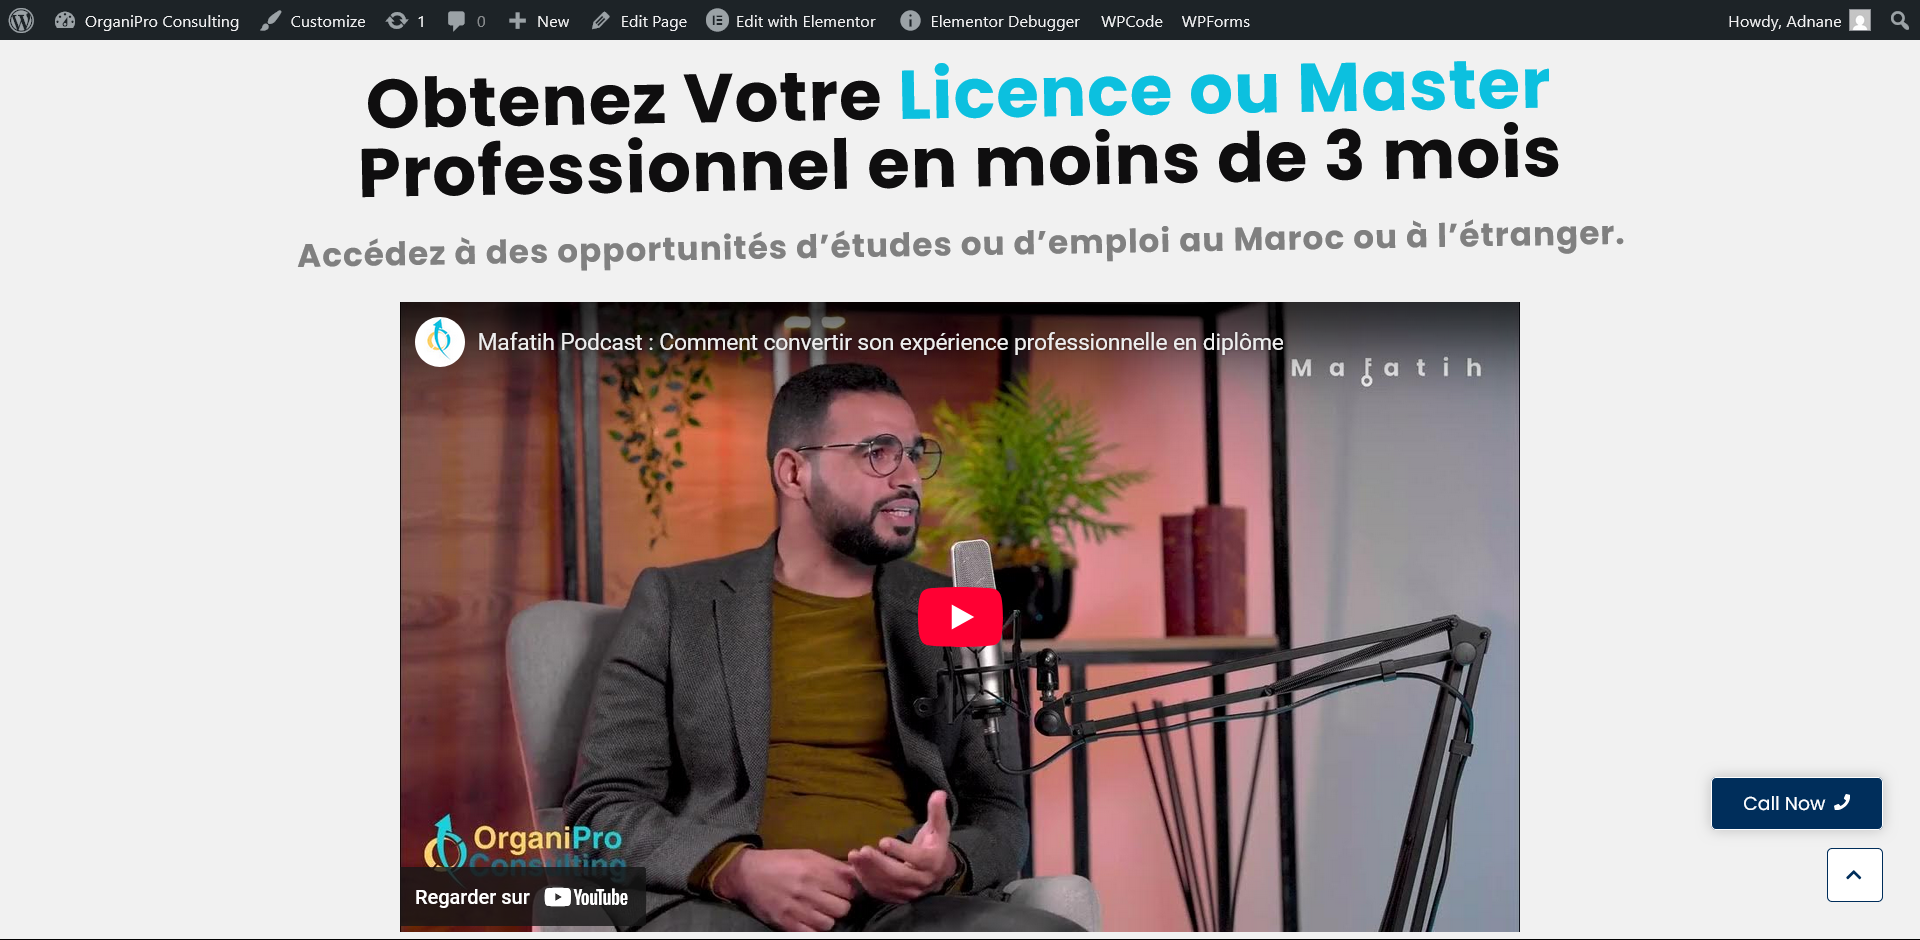 OrganiPro Consulting Customize 1 0 New Edit Page Edit with Elementor Elementor Debugger WPCode WPForms Howdy, Adnane
Obtenez Votre Licence ou Master
Professionnel en moins de 3 mois
Accédez à des opportunités d’études ou d’emploi au Maroc ou à l’étranger.
Mafatih Podcast : Comment convertir son expérience professionnelle en diplôme
Mafatih
OrganiPro
Consulting
Regarder sur YouTube
Call Now